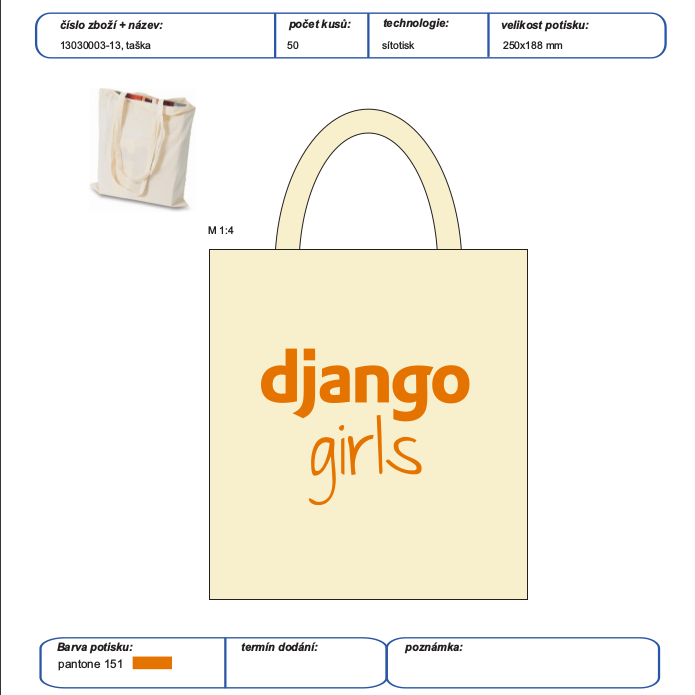 číslo zboží + název:
13030003-13, taška
počet kusů:
50
technologie:
sítotisk
velikost potisku:
250x188 mm
M 1:4
django
girls
Barva potisku:
pantone 151
termín dodání:
poznámka: